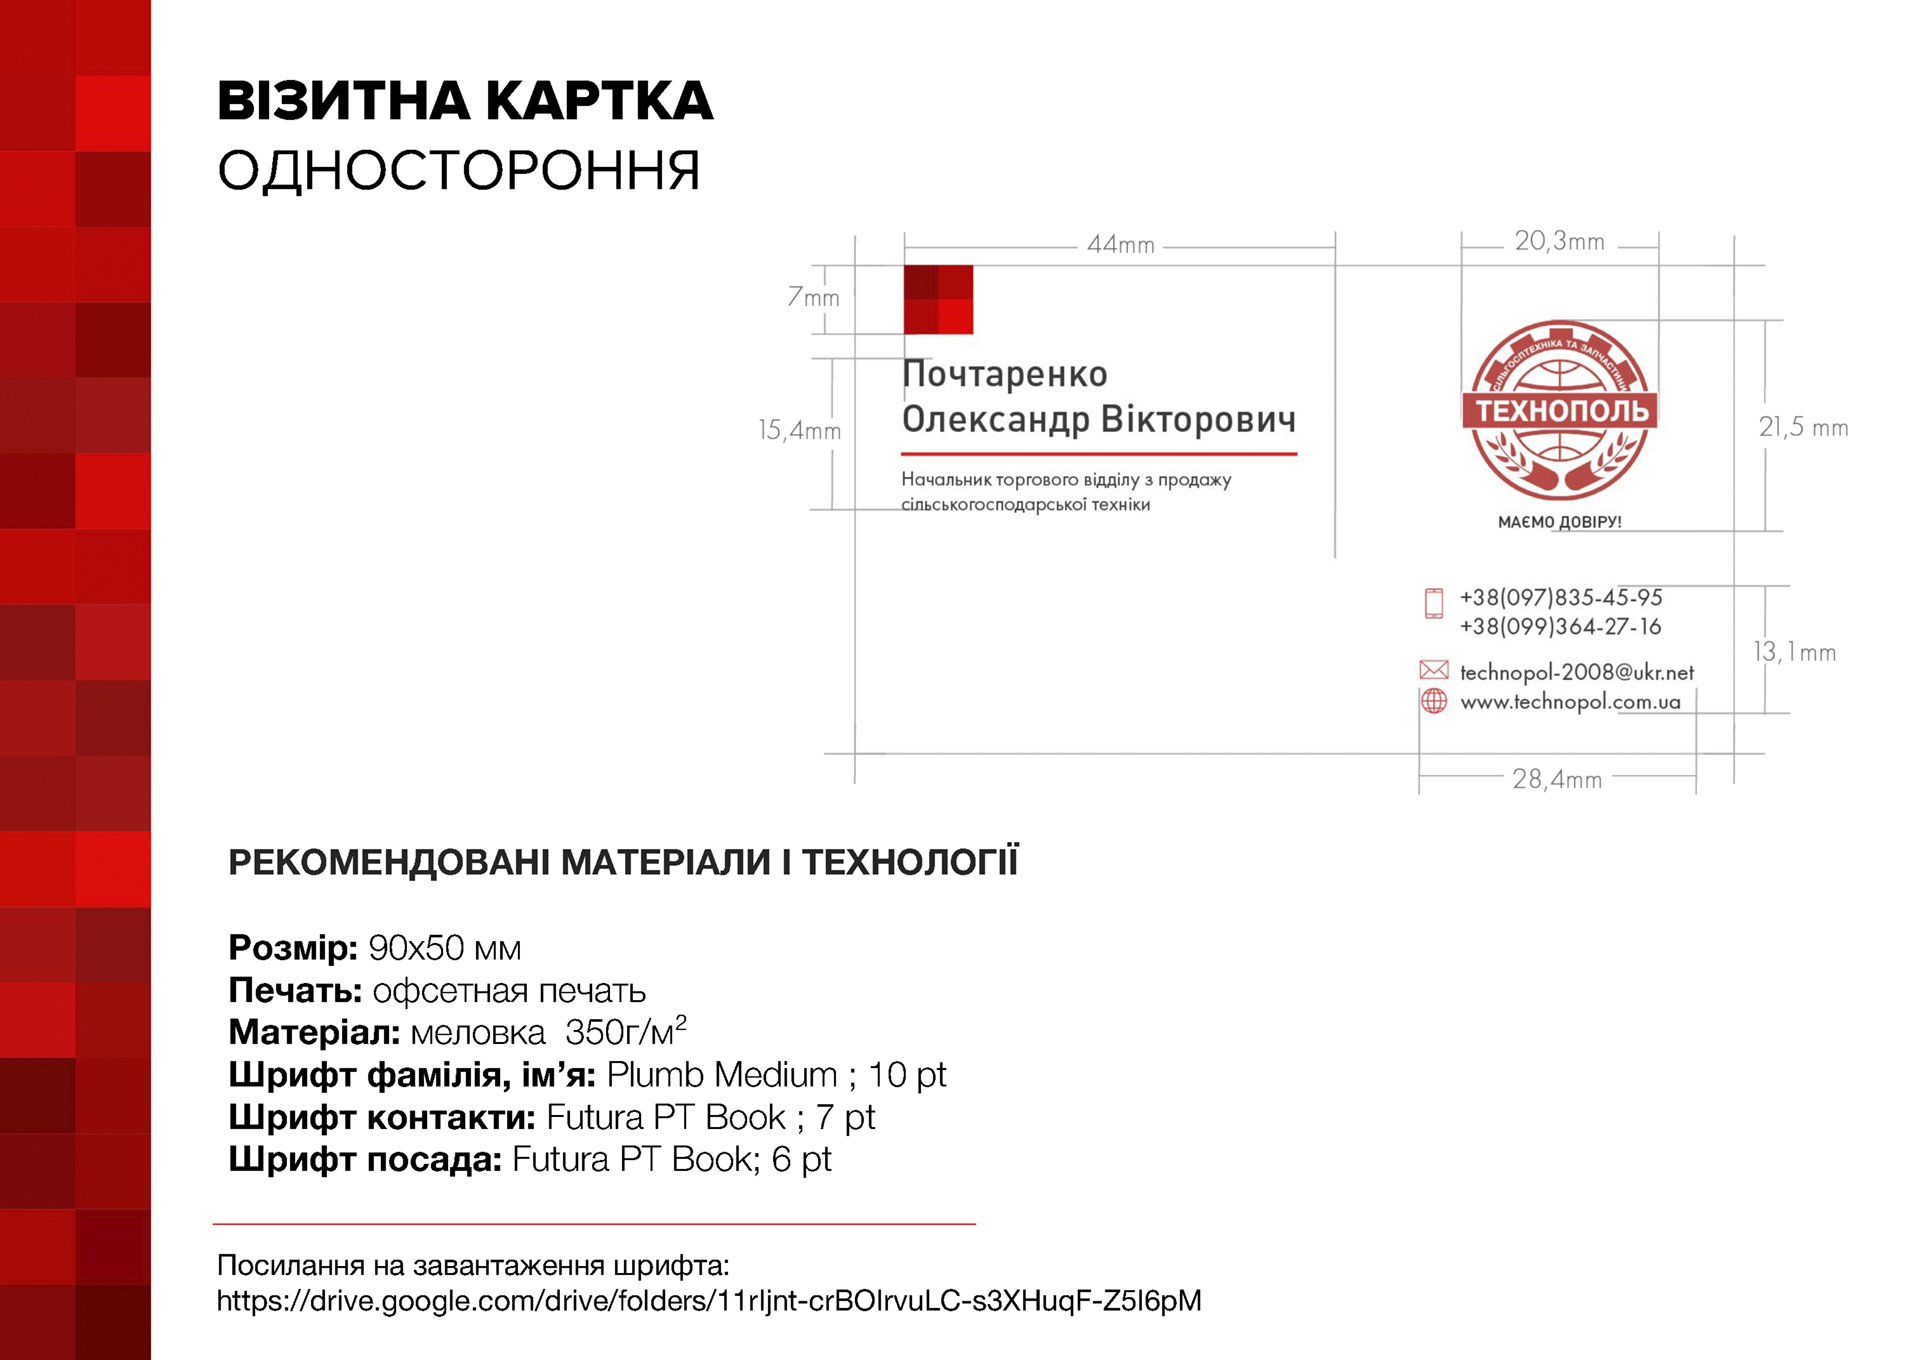 ВІЗИТНА КАРТКА
ОДНОСТОРОННЯ
44mm
20,3mm
7mm
15,4mm
Почтаренко
Олександр Вікторович
Начальник торгового відділу з продажу
сільськогосподарської техніки
СІЛЬГОСПТЕХНІКА ТА ЗАПЧАСТИНИ
ТЕХНОПОЛЬ
МАЄМО ДОВІРУ!
21,5 mm
+38(097)835-45-95
+38(099)364-27-16
technopol-2008@ukr.net
www.technopol.com.ua
13,1mm
28,4mm
РЕКОМЕНДОВАНІ МАТЕРІАЛИ І ТЕХНОЛОГІЇ
Розмір: 90х50 мм
Печать: офсетная печать
Матеріал: меловка 350г/м²
Шрифт фамілія, ім’я: Plumb Medium ; 10 pt
Шрифт контакти: Futura PT Book ; 7 pt
Шрифт посада: Futura PT Book; 6 pt
Посилання на завантаження шрифта:
https://drive.google.com/drive/folders/11rIjnt-crBOIrvuLC-s3XHuqF-Z5I6pM